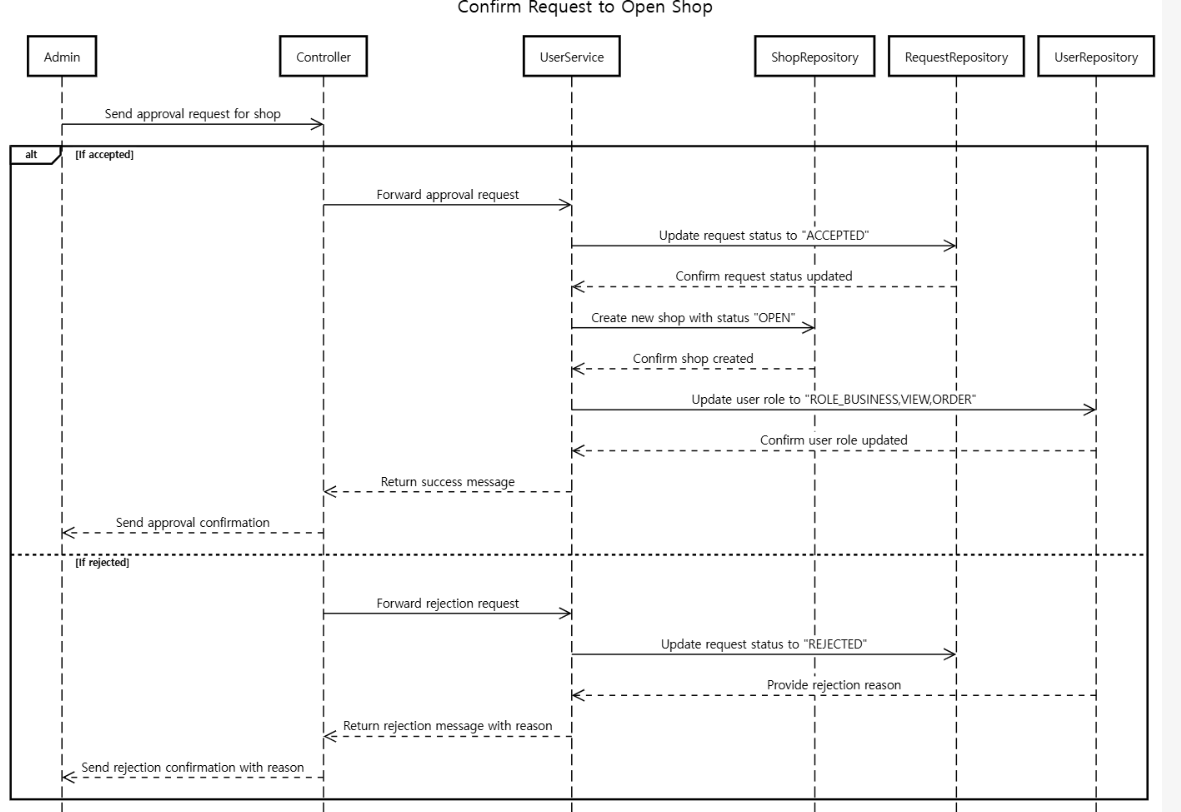 Confirm Request to Open Shop
Admin
Controller
UserService
ShopRepository
RequestRepository
UserRepository
Send approval request for shop
alt
[If accepted]
Forward approval request
Update request status to "ACCEPTED"
Confirm request status updated
Create new shop with status "OPEN"
Confirm shop created
Update user role to "ROLE_BUSINESS,VIEW,ORDER"
Confirm user role updated
Return success message
Send approval confirmation
[If rejected]
Forward rejection request
Update request status to "REJECTED"
Provide rejection reason
Return rejection message with reason
Send rejection confirmation with reason